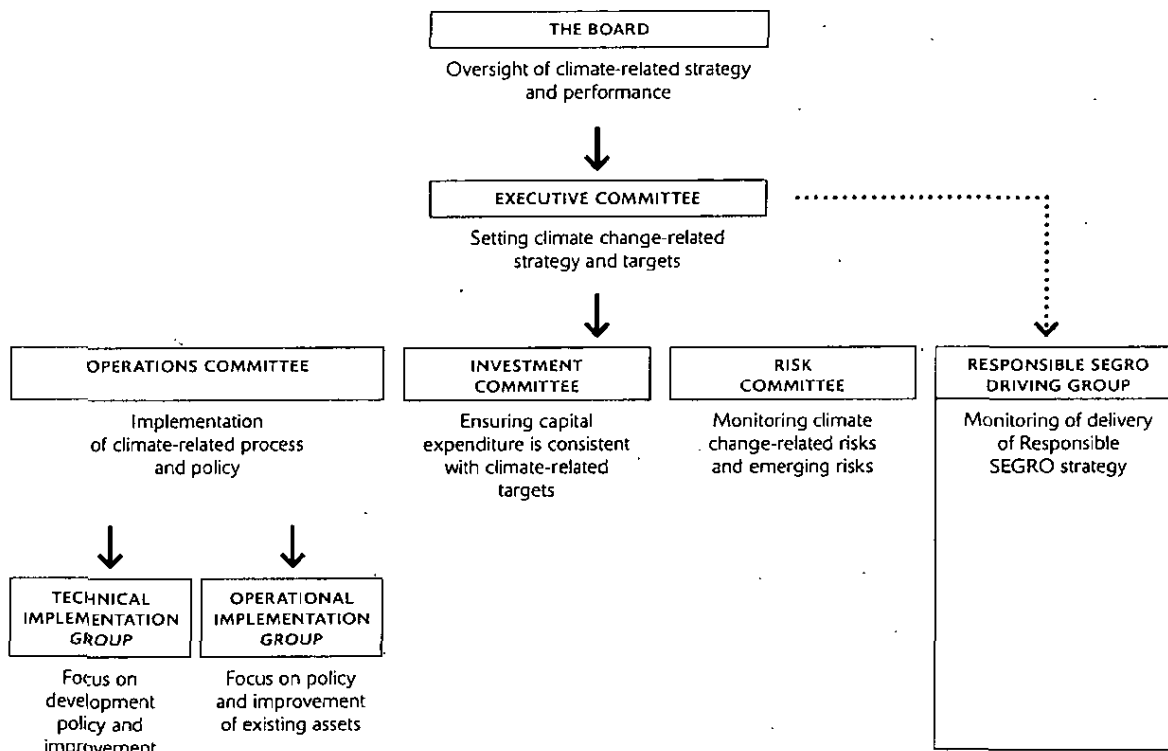 THE BOARD
Oversight of climate-related strategy
and performance
EXECUTIVE COMMITTEE
Setting climate change-related
strategy and targets
OPERATIONS COMMITTEE
Implementation
of climate-related process
and policy
INVESTMENT
COMMITTEE
Ensuring capital
expenditure is consistent
with climate-related
targets
RISK
COMMITTEE
Monitoring climate
change-related risks
and emerging risks
RESPONSIBLE SEGRO
DRIVING GROUP
Monitoring of delivery
of Responsible
SEGRO strategy
TECHNICAL
IMPLEMENTATION
GROUP
Focus on
development
policy and
improvement
OPERATIONAL
IMPLEMENTATION
GROUP
Focus on policy
and improvement
of existing assets